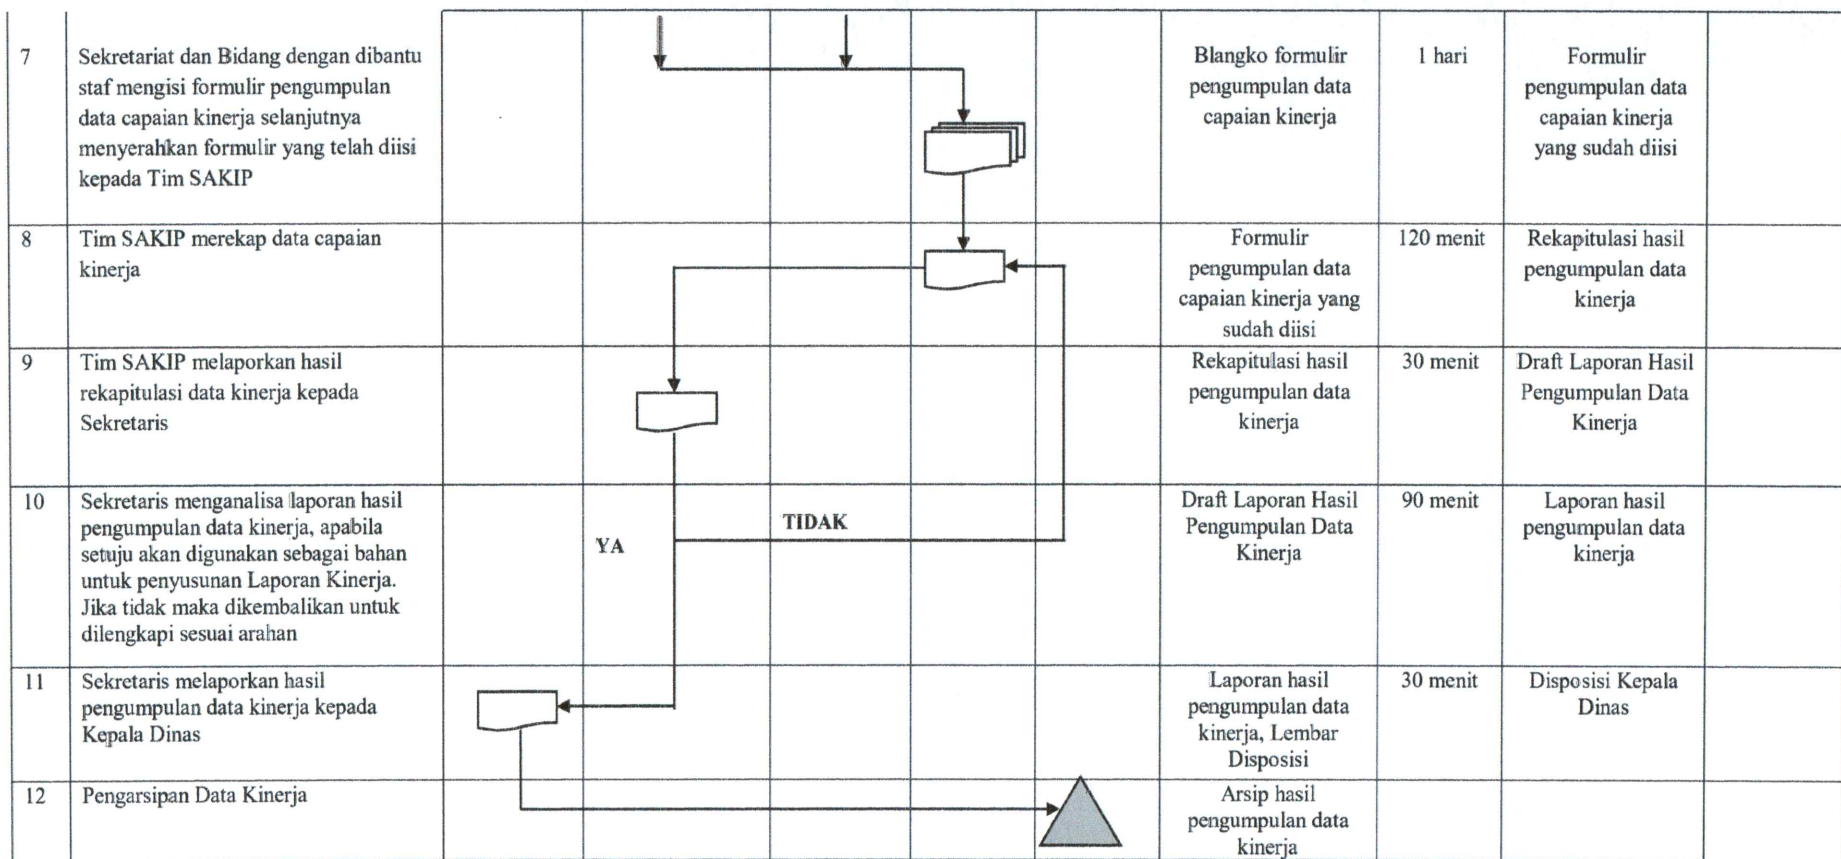 7
Sekretariat dan Bidang dengan dibantu
staf mengisi formulir pengumpulan
data capaian kinerja selanjutnya
menyerahkan formulir yang telah diisi
kepada Tim SAKIP
Blangko formulir
pengumpulan data
capaian kinerja
1 hari
Formulir
pengumpulan data
capaian kinerja
yang sudah diisi
8
Tim SAKIP merekap data capaian
kinerja
Formulir
pengumpulan data
capaian kinerja yang
sudah diisi
120 menit
Rekapitulasi hasil
pengumpulan data
kinerja
9
Tim SAKIP melaporkan hasil
rekapitulasi data kinerja kepada
Sekretaris
Rekapitulasi hasil
pengumpulan data
kinerja
30 menit
Draft Laporan Hasil
Pengumpulan Data
Kinerja
10
Sekretaris menganalisa laporan hasil
pengumpulan data kinerja, apabila
setuju akan digunakan sebagai bahan
untuk penyusunan Laporan Kinerja.
Jika tidak maka dikembalikan untuk
dilengkapi sesuai arahan
YA
TIDAK
Draft Laporan Hasil
Pengumpulan Data
Kinerja
90 menit
Laporan hasil
pengumpulan data
kinerja
11
Sekretaris melaporkan hasil
pengumpulan data kinerja kepada
Kepala Dinas
Laporan hasil
pengumpulan data
kinerja, Lembar
Disposisi
30 menit
Disposisi Kepala
Dinas
12
Pengarsipan Data Kinerja
Arsip hasil
pengumpulan data
kinerja